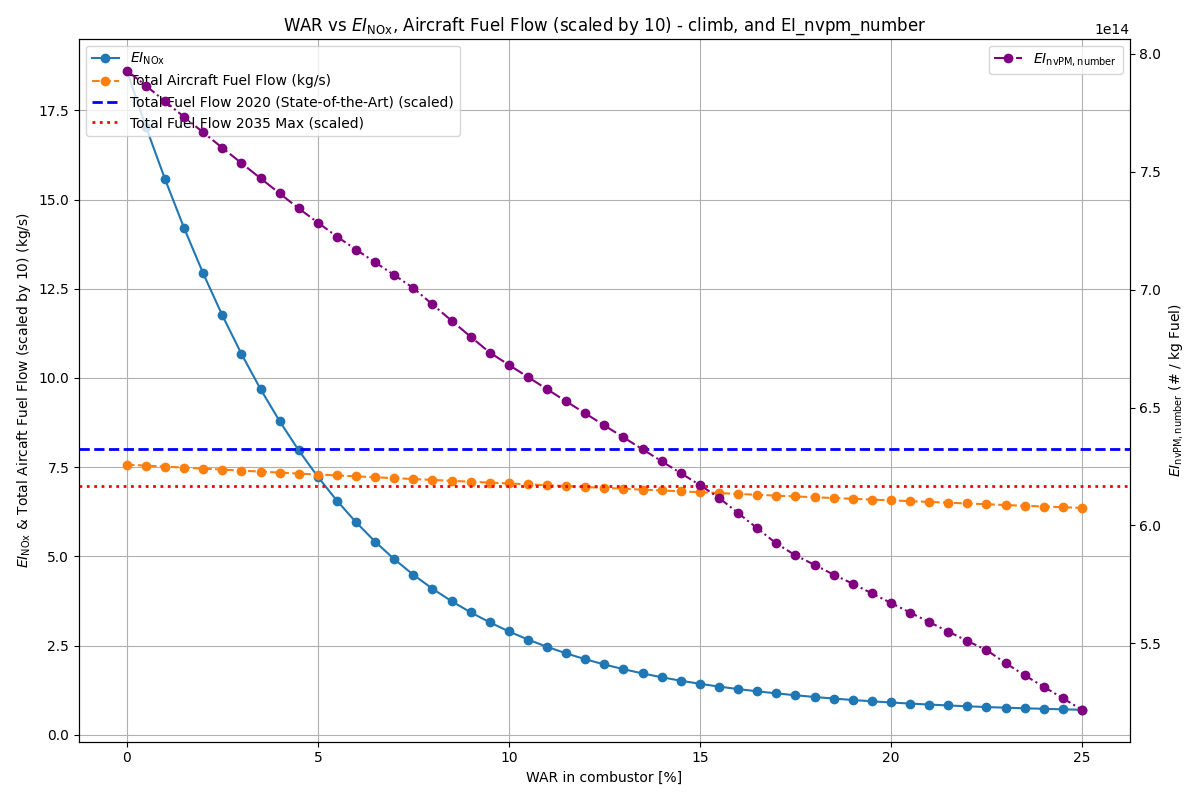 WAR vs EI_NOx, Aircraft Fuel Flow (scaled by 10) - climb, and EI_nvpm_number
1e14
EI_NOx
Total Aircraft Fuel Flow (kg/s)
Total Fuel Flow 2020 (State-of-the-Art) (scaled)
Total Fuel Flow 2035 Max (scaled)
EI_nvPM, number
EI_NOx & Total Aircaft Fuel Flow (scaled by 10) (kg/s)
17.5
15.0
12.5
10.0
7.5
5.0
2.5
0.0
8.0
7.5
7.0
6.5
6.0
5.5
EI_nvPM, number (# / kg Fuel)
0 5 10 15 20 25
WAR in combustor [%]